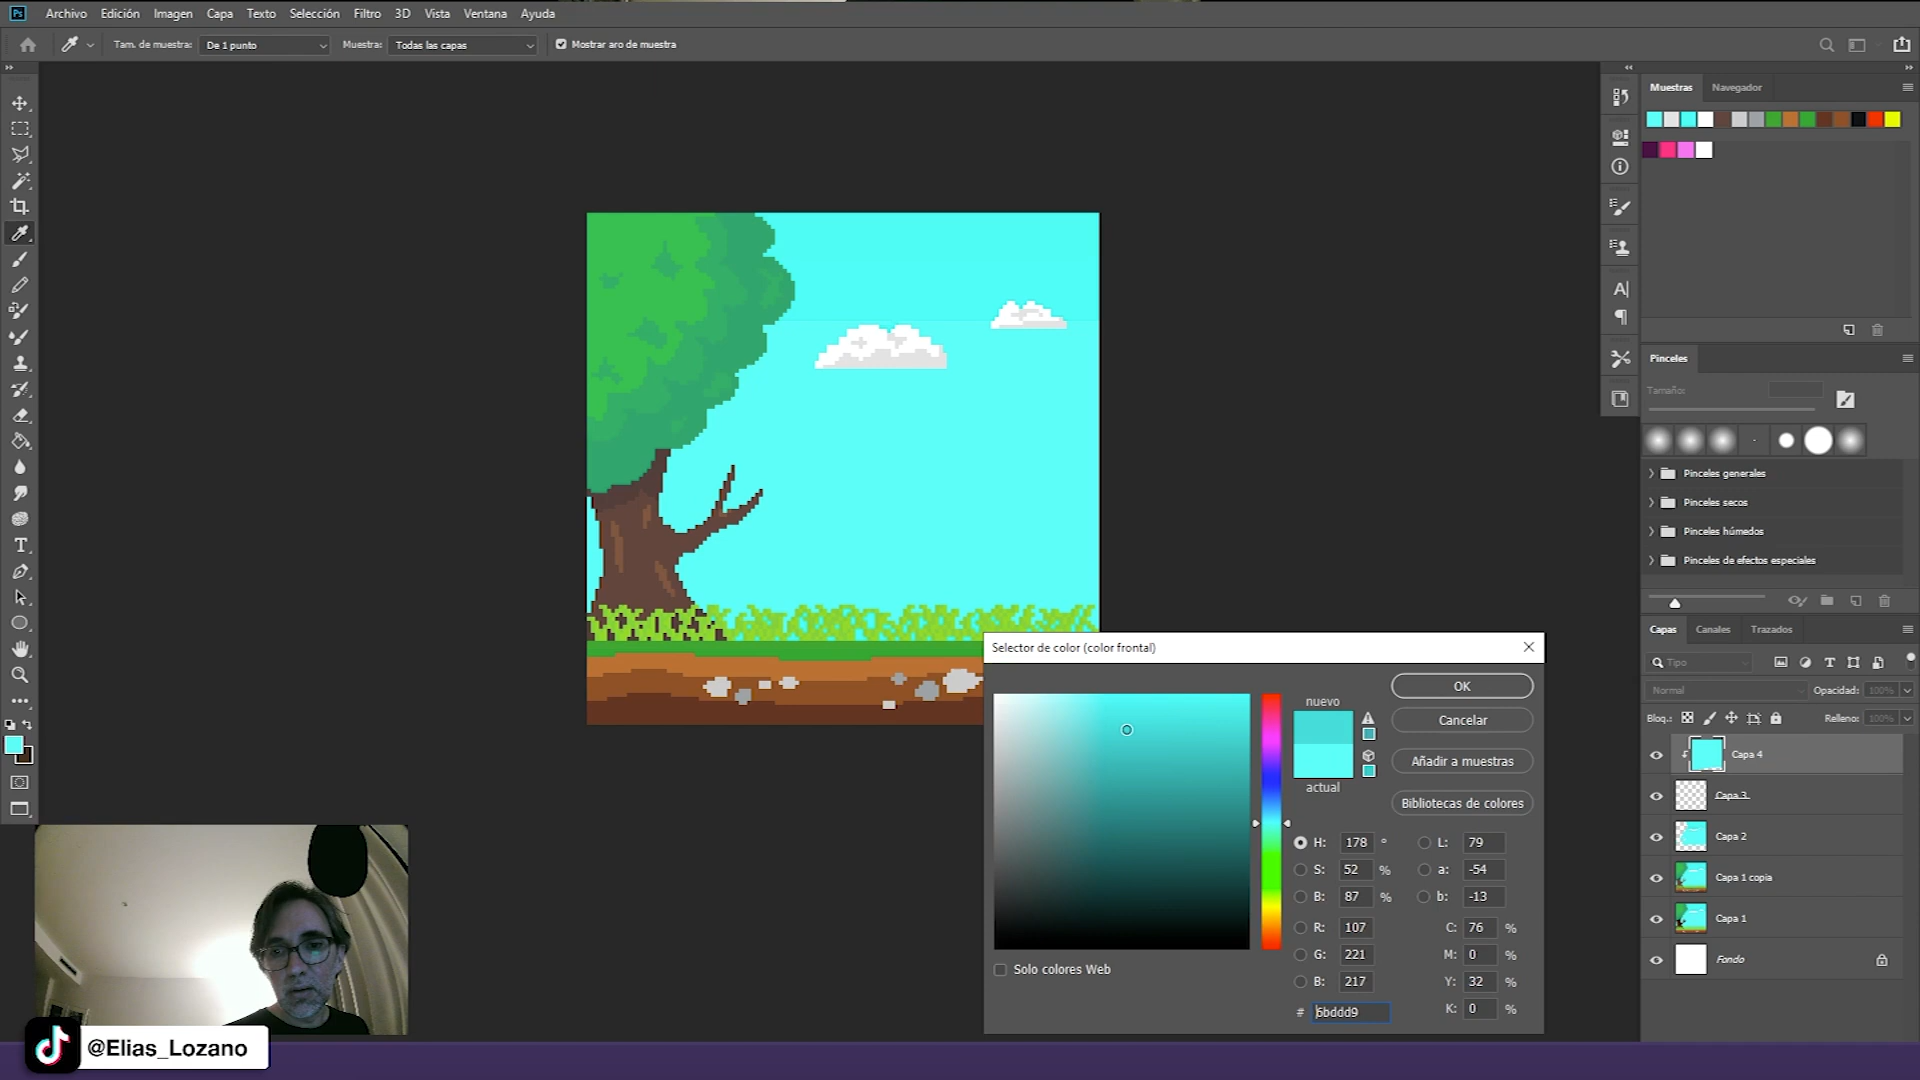 Ps Archivo Edición Imagen Capa Texto Selección Filtro 3D Vista Ventana Ayuda
Tam. de muestra: De 1 punto Muestra: Todas las capas Mostrar aro de muestra
Muestras Navegador
Pinceles
Tamaño:
Pinceles generales
Pinceles secos
Pinceles húmedos
Pinceles de efectos especiales
Capas Canales Trazados
Tipo
Normal Opacidad: 100%
Bloq.: Relleno: 100%
Capa 4
Capa 3
Capa 2
Capa 1 copia
Capa 1
Fondo
Selector de color (color frontal)
nuevo
actual
OK
Cancelar
Añadir a muestras
Bibliotecas de colores
H: 178 ° L: 79
S: 52 % a: -54
B: 87 % b: -13
R: 107 C: 76 %
G: 221 M: 0 %
B: 217 Y: 32 %
# 6bddd9 K: 0 %
Solo colores Web
@Elias_Lozano